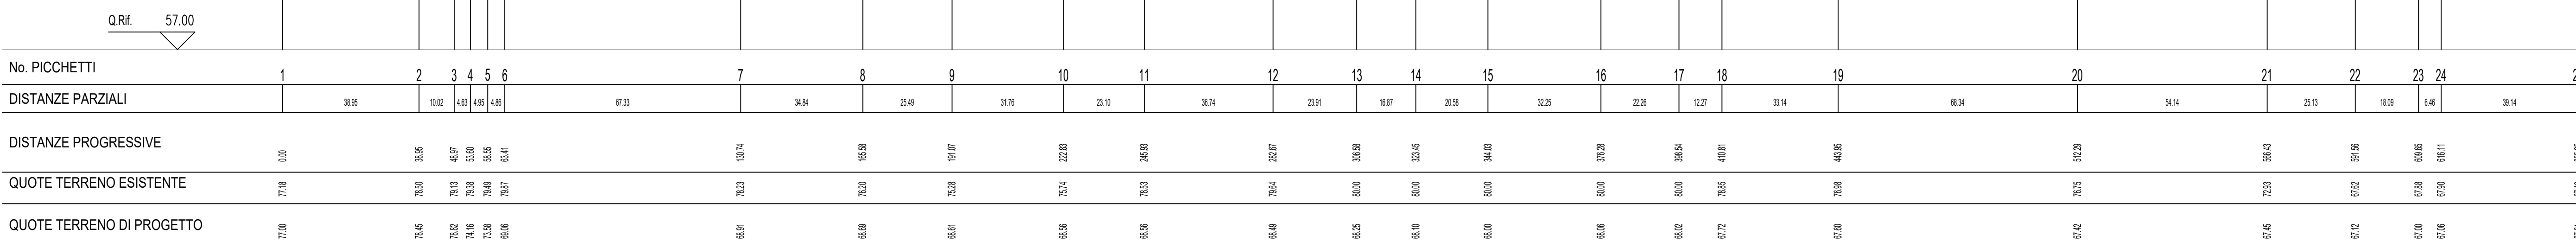 Q.Rif. 57.00
No. PICCHETTI 1 2 3 4 5 6 7 8 9 10 11 12 13 14 15 16 17 18 19 20 21 22 23 24
DISTANZE PARZIALI 38.95 10.02 4.63 4.95 4.86 67.33 34.84 25.49 31.76 23.10 36.74 23.91 16.87 20.58 32.25 22.26 12.27 33.14 68.34 54.14 25.13 18.09 6.46 39.14
DISTANZE PROGRESSIVE 0.00 38.95 48.97 53.60 58.55 63.41 130.74 165.58 191.07 222.83 245.93 282.67 306.58 323.45 344.03 376.28 398.54 410.81 443.95 512.29 566.43 591.56 609.65 616.11
QUOTE TERRENO ESISTENTE 77.18 78.50 79.13 79.38 79.49 79.87 78.23 76.20 75.28 75.74 78.53 79.64 80.00 80.00 80.00 80.00 80.00 78.85 76.98 76.75 72.93 67.62 67.88 67.90
QUOTE TERRENO DI PROGETTO 77.00 78.45 78.82 74.16 73.58 69.06 68.91 68.69 68.61 68.56 68.56 68.49 68.25 68.10 68.00 68.06 68.02 67.72 67.60 67.42 67.45 67.12 67.00 67.06